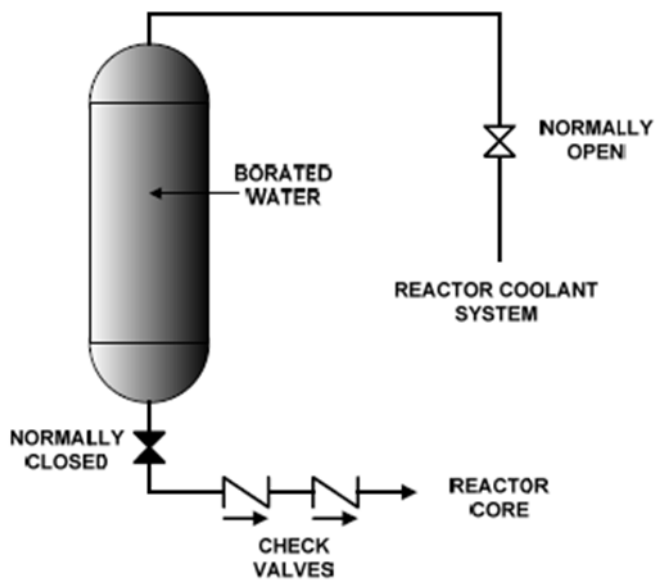 NORMALLY
OPEN
BORATED
WATER
REACTOR COOLANT
SYSTEM
NORMALLY
CLOSED
REACTOR
CORE
CHECK
VALVES